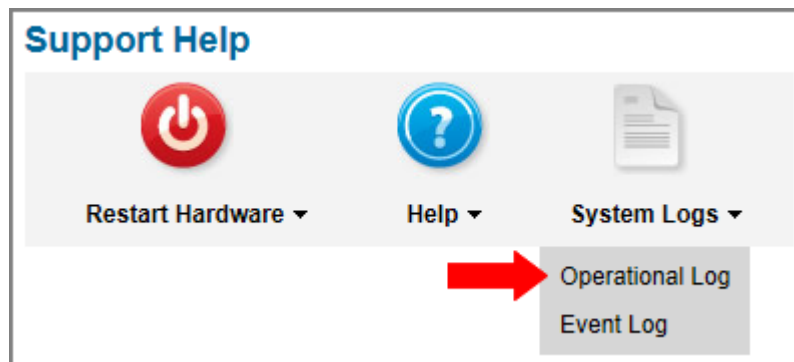 Support Help
?
Restart Hardware
Help
System Logs
Operational Log
Event Log